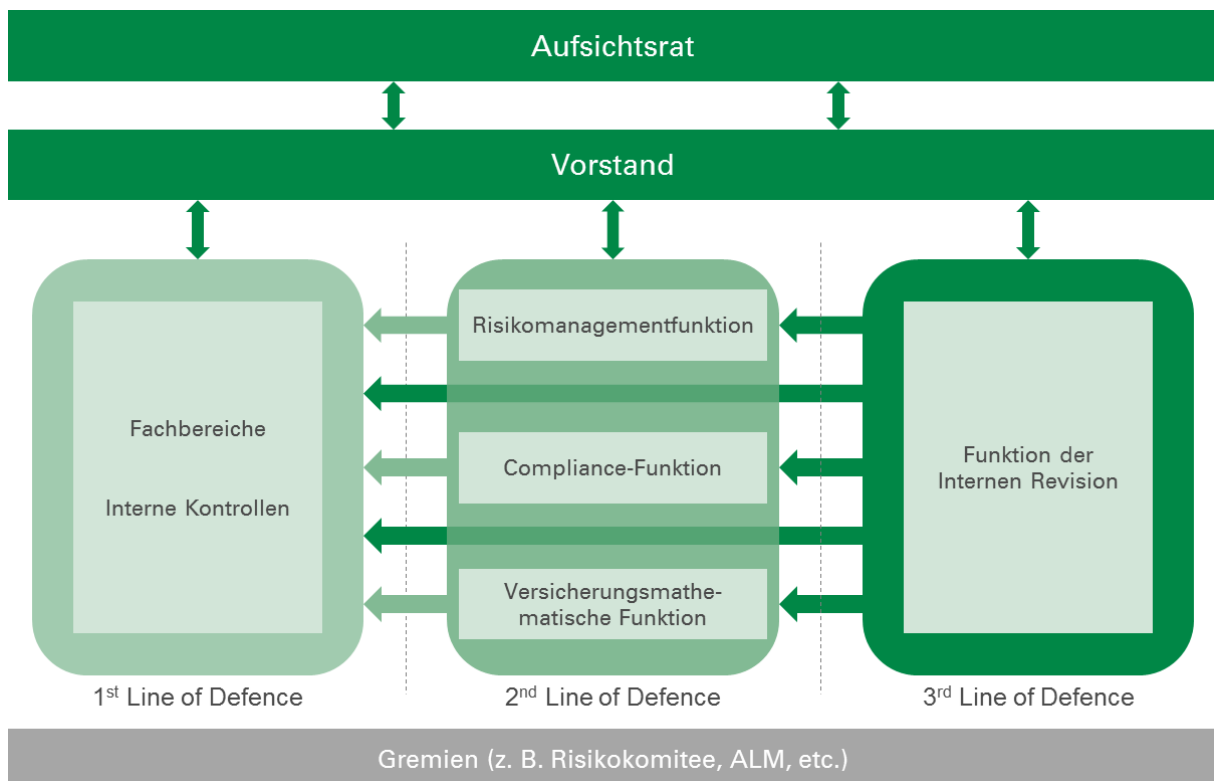 Aufsichtsrat
Vorstand
Fachbereiche
Interne Kontrollen
1st Line of Defence
Risikomanagementfunktion
Compliance-Funktion
Versicherungsmathe-
matische Funktion
2nd Line of Defence
Funktion der
Internen Revision
3rd Line of Defence
Gremien (z. B. Risikokomitee, ALM, etc.)